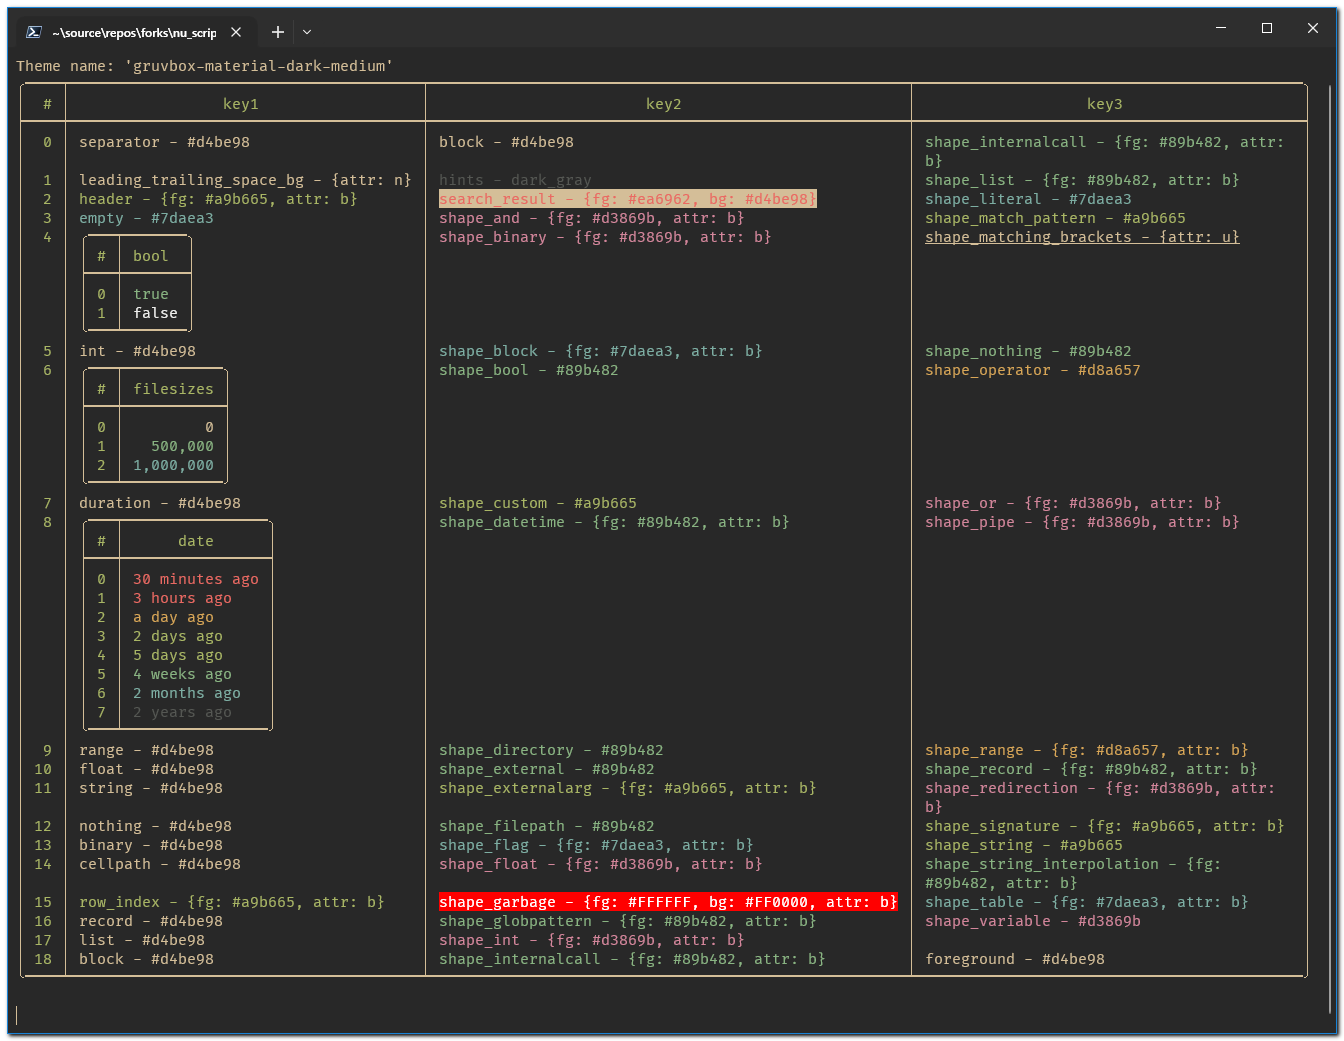 ~\source\repos\forks\nu_scrip
Theme name: 'gruvbox-material-dark-medium'
# key1 key2 key3
0 separator - #d4be98 block - #d4be98 shape_internalcall - {fg: #89b482, attr:
b}
1 leading_trailing_space_bg - {attr: n} hints - dark_gray shape_list - {fg: #89b482, attr: b}
2 header - {fg: #a9b665, attr: b} search_result - {fg: #ea6962, bg: #d4be98} shape_literal - #7daea3
3 empty - #7daea3 shape_and - {fg: #d3869b, attr: b} shape_match_pattern - #a9b665
4 shape_binary - {fg: #d3869b, attr: b} shape_matching_brackets - {attr: u}
# bool
0 true
1 false
5 int - #d4be98 shape_block - {fg: #7daea3, attr: b} shape_nothing - #89b482
6 shape_bool - #89b482 shape_operator - #d8a657
# filesizes
0 0
1 500,000
2 1,000,000
7 duration - #d4be98 shape_custom - #a9b665 shape_or - {fg: #d3869b, attr: b}
8 shape_datetime - {fg: #89b482, attr: b} shape_pipe - {fg: #d3869b, attr: b}
# date
0 30 minutes ago
1 3 hours ago
2 a day ago
3 2 days ago
4 5 days ago
5 4 weeks ago
6 2 months ago
7 2 years ago
9 range - #d4be98 shape_directory - #89b482 shape_range - {fg: #d8a657, attr: b}
10 float - #d4be98 shape_external - #89b482 shape_record - {fg: #89b482, attr: b}
11 string - #d4be98 shape_externalarg - {fg: #a9b665, attr: b} shape_redirection - {fg: #d3869b, attr:
b}
12 nothing - #d4be98 shape_filepath - #89b482 shape_signature - {fg: #a9b665, attr: b}
13 binary - #d4be98 shape_flag - {fg: #7daea3, attr: b} shape_string - #a9b665
14 cellpath - #d4be98 shape_float - {fg: #d3869b, attr: b} shape_string_interpolation - {fg:
#89b482, attr: b}
15 row_index - {fg: #a9b665, attr: b} shape_garbage - {fg: #FFFFFF, bg: #FF0000, attr: b} shape_table - {fg: #7daea3, attr: b}
16 record - #d4be98 shape_globpattern - {fg: #89b482, attr: b} shape_variable - #d3869b
17 list - #d4be98 shape_int - {fg: #d3869b, attr: b}
18 block - #d4be98 shape_internalcall - {fg: #89b482, attr: b} foreground - #d4be98